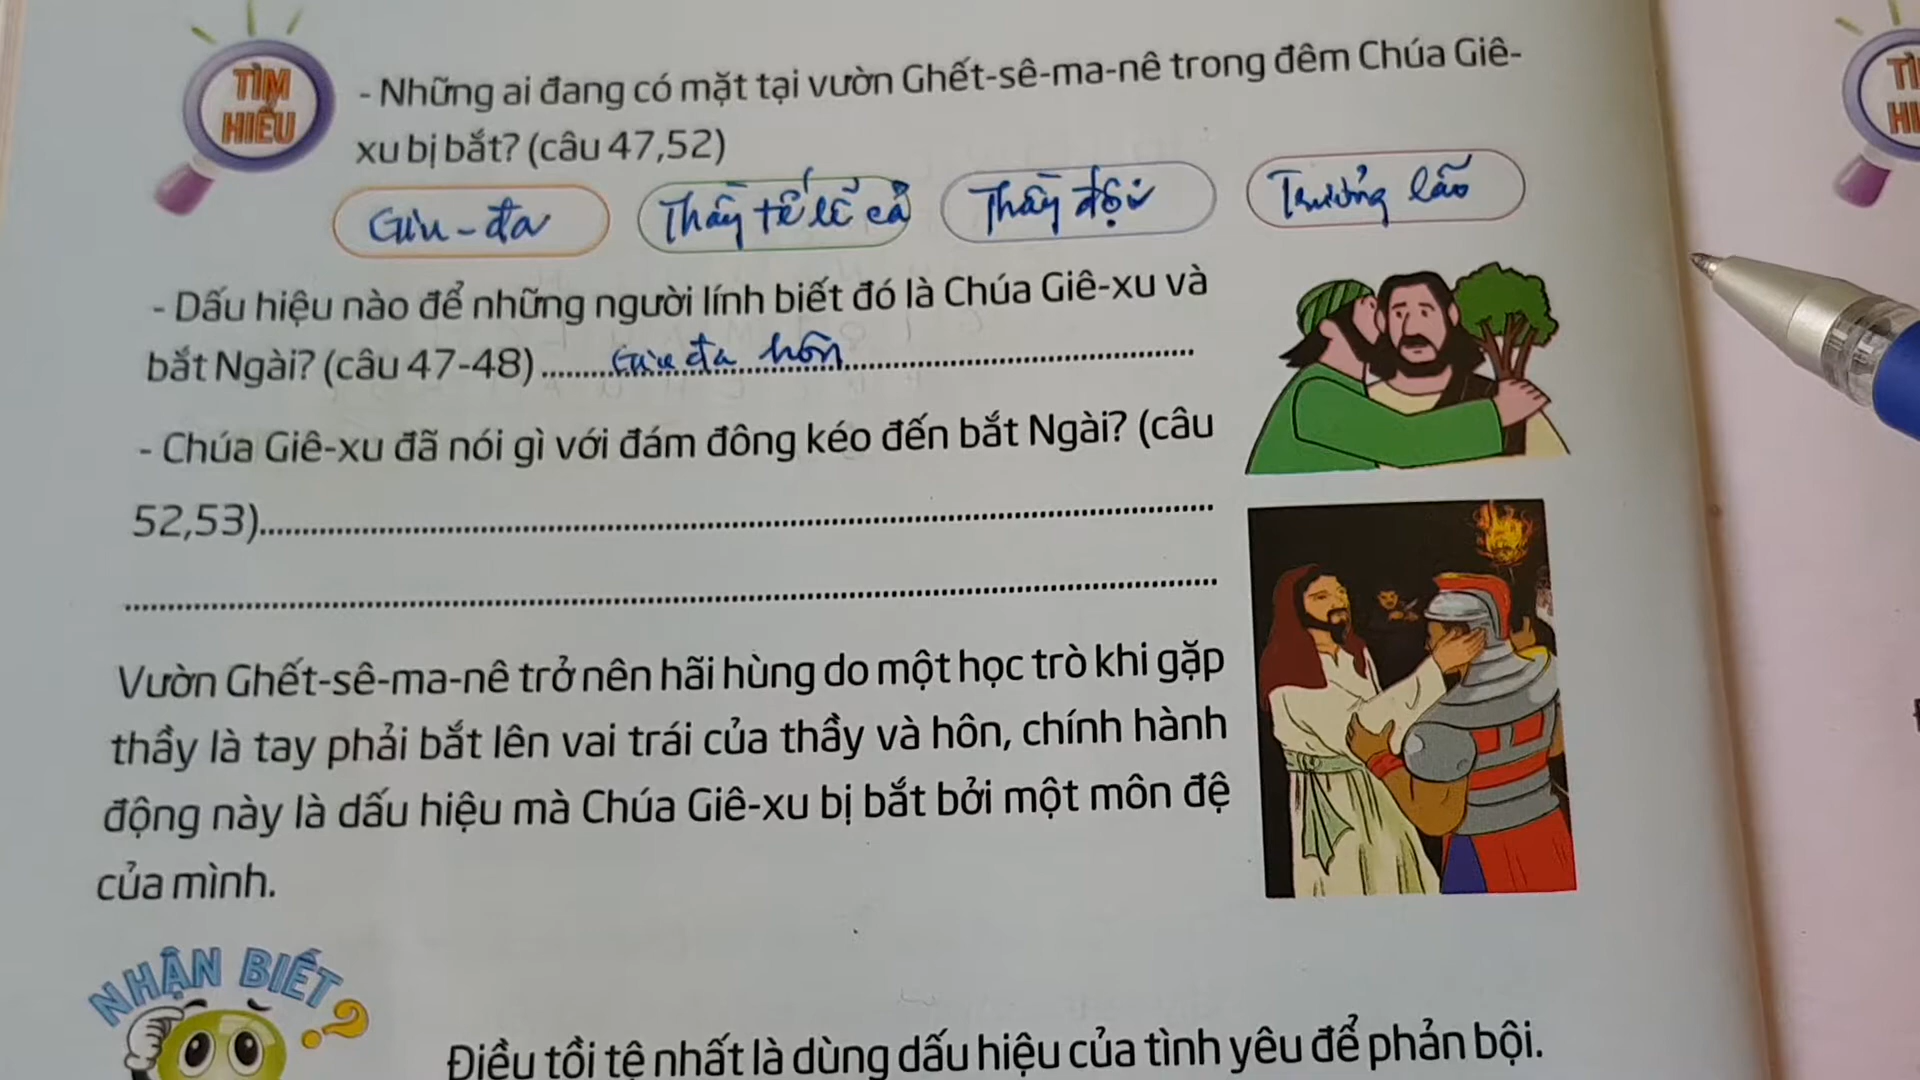 TÌM
HIỂU
- Những ai đang có mặt tại vườn Ghết-sê-ma-nê trong đêm Chúa Giê-
xu bị bắt? (câu 47,52)
Giu-đa
Thầy tế lễ cả
Thầy đội
Trưởng lão
- Dấu hiệu nào để những người lính biết đó là Chúa Giê-xu và
bắt Ngài? (câu 47-48) Giu đa hôn
- Chúa Giê-xu đã nói gì với đám đông kéo đến bắt Ngài? (câu
52,53)
Vườn Ghết-sê-ma-nê trở nên hãi hùng do một học trò khi gặp
thầy là tay phải bắt lên vai trái của thầy và hôn, chính hành
động này là dấu hiệu mà Chúa Giê-xu bị bắt bởi một môn đệ
của mình.
NHẬN BIẾT?
Điều tồi tệ nhất là dùng dấu hiệu của tình yêu để phản bội.